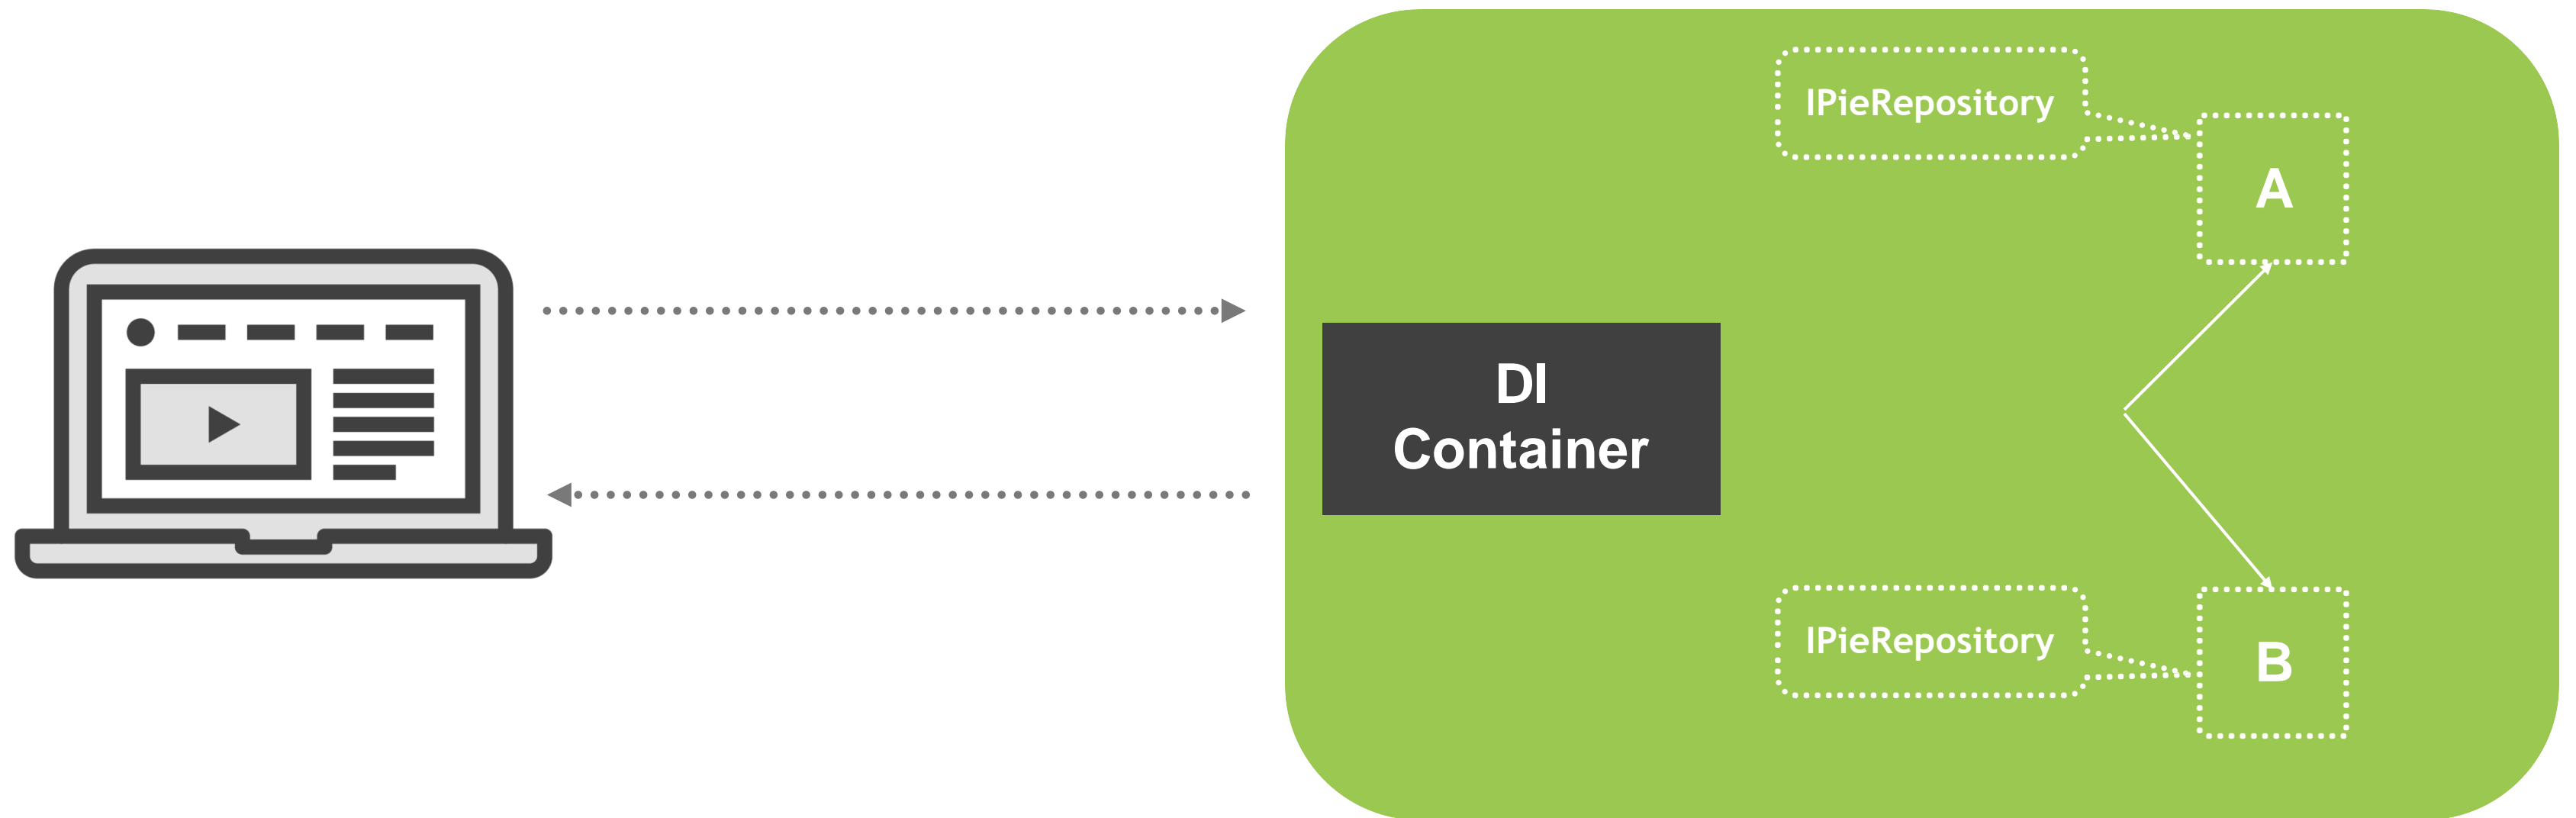 IPieRepository
A
DI
Container
IPieRepository
B